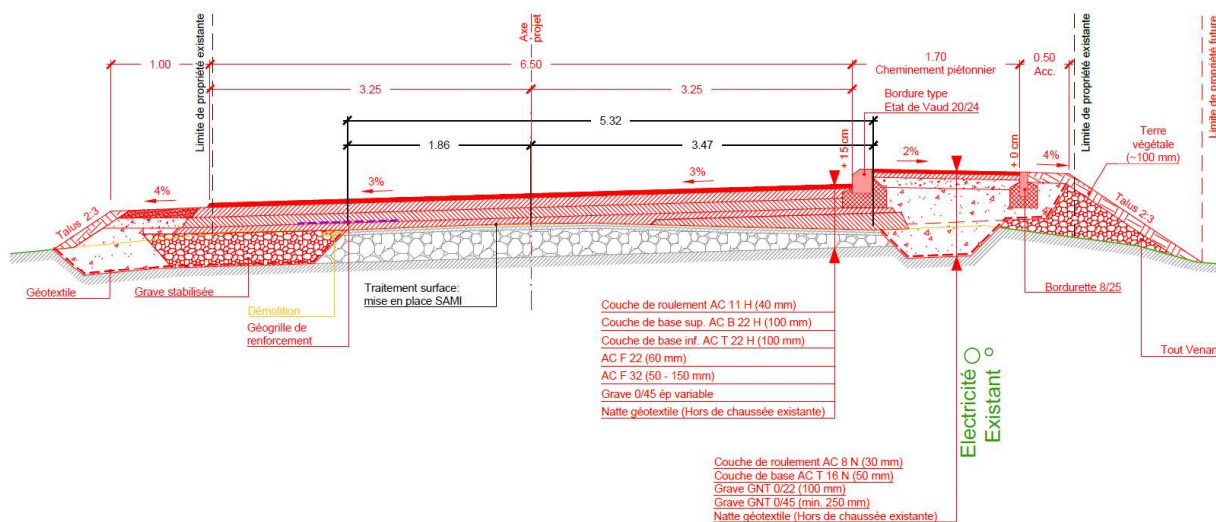 Limite de propriété existante
Axe
projet
Limite de propriété existante
Limite de propriété future
1.00
6.50
1.70
Cheminement piétonnier
0.50
Acc.
3.25
3.25
Bordure type
Etat de Vaud 20/24
5.32
1.86
3.47
+ 15 cm
+ 0 cm
Terre
végétale
(~100 mm)
4%
3%
3%
2%
4%
Talus 2:3
Talus 2:3
Géotextile
Grave stabilisée
Démolition
Géogrille de
renforcement
Traitement surface:
mise en place SAMI
Bordurette 8/25
Tout Venant
Couche de roulement AC 11 H (40 mm)
Couche de base sup. AC B 22 H (100 mm)
Couche de base inf. AC T 22 H (100 mm)
AC F 22 (60 mm)
AC F 32 (50 - 150 mm)
Grave 0/45 ép variable
Natte géotextile (Hors de chaussée existante)
Electricité
Existant
Couche de roulement AC 8 N (30 mm)
Couche de base AC T 16 N (50 mm)
Grave GNT 0/22 (100 mm)
Grave GNT 0/45 (min. 250 mm)
Natte géotextile (Hors de chaussée existante)